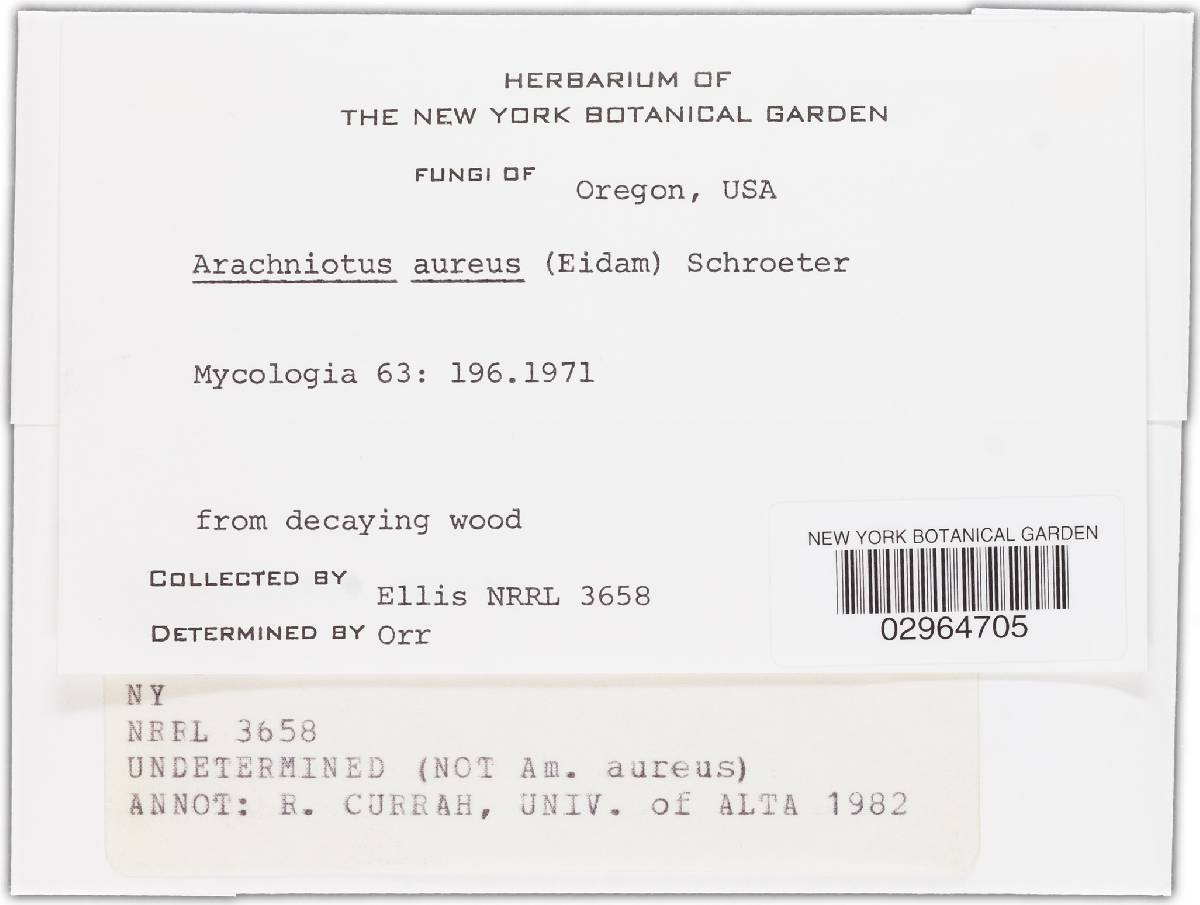 HERBARIUM OF
THE NEW YORK BOTANICAL GARDEN
FUNGI OF Oregon, USA
Arachniotus aureus (Eidam) Schroeter
Mycologia 63: 196.1971
from decaying wood
COLLECTED BY Ellis NRRL 3658
DETERMINED BY Orr
NEW YORK BOTANICAL GARDEN
02964705
NY
NRRL 3658
UNDETERMINED (NOT Am. aureus)
ANNOT: R. CURRAH, UNIV. of ALTA 1982